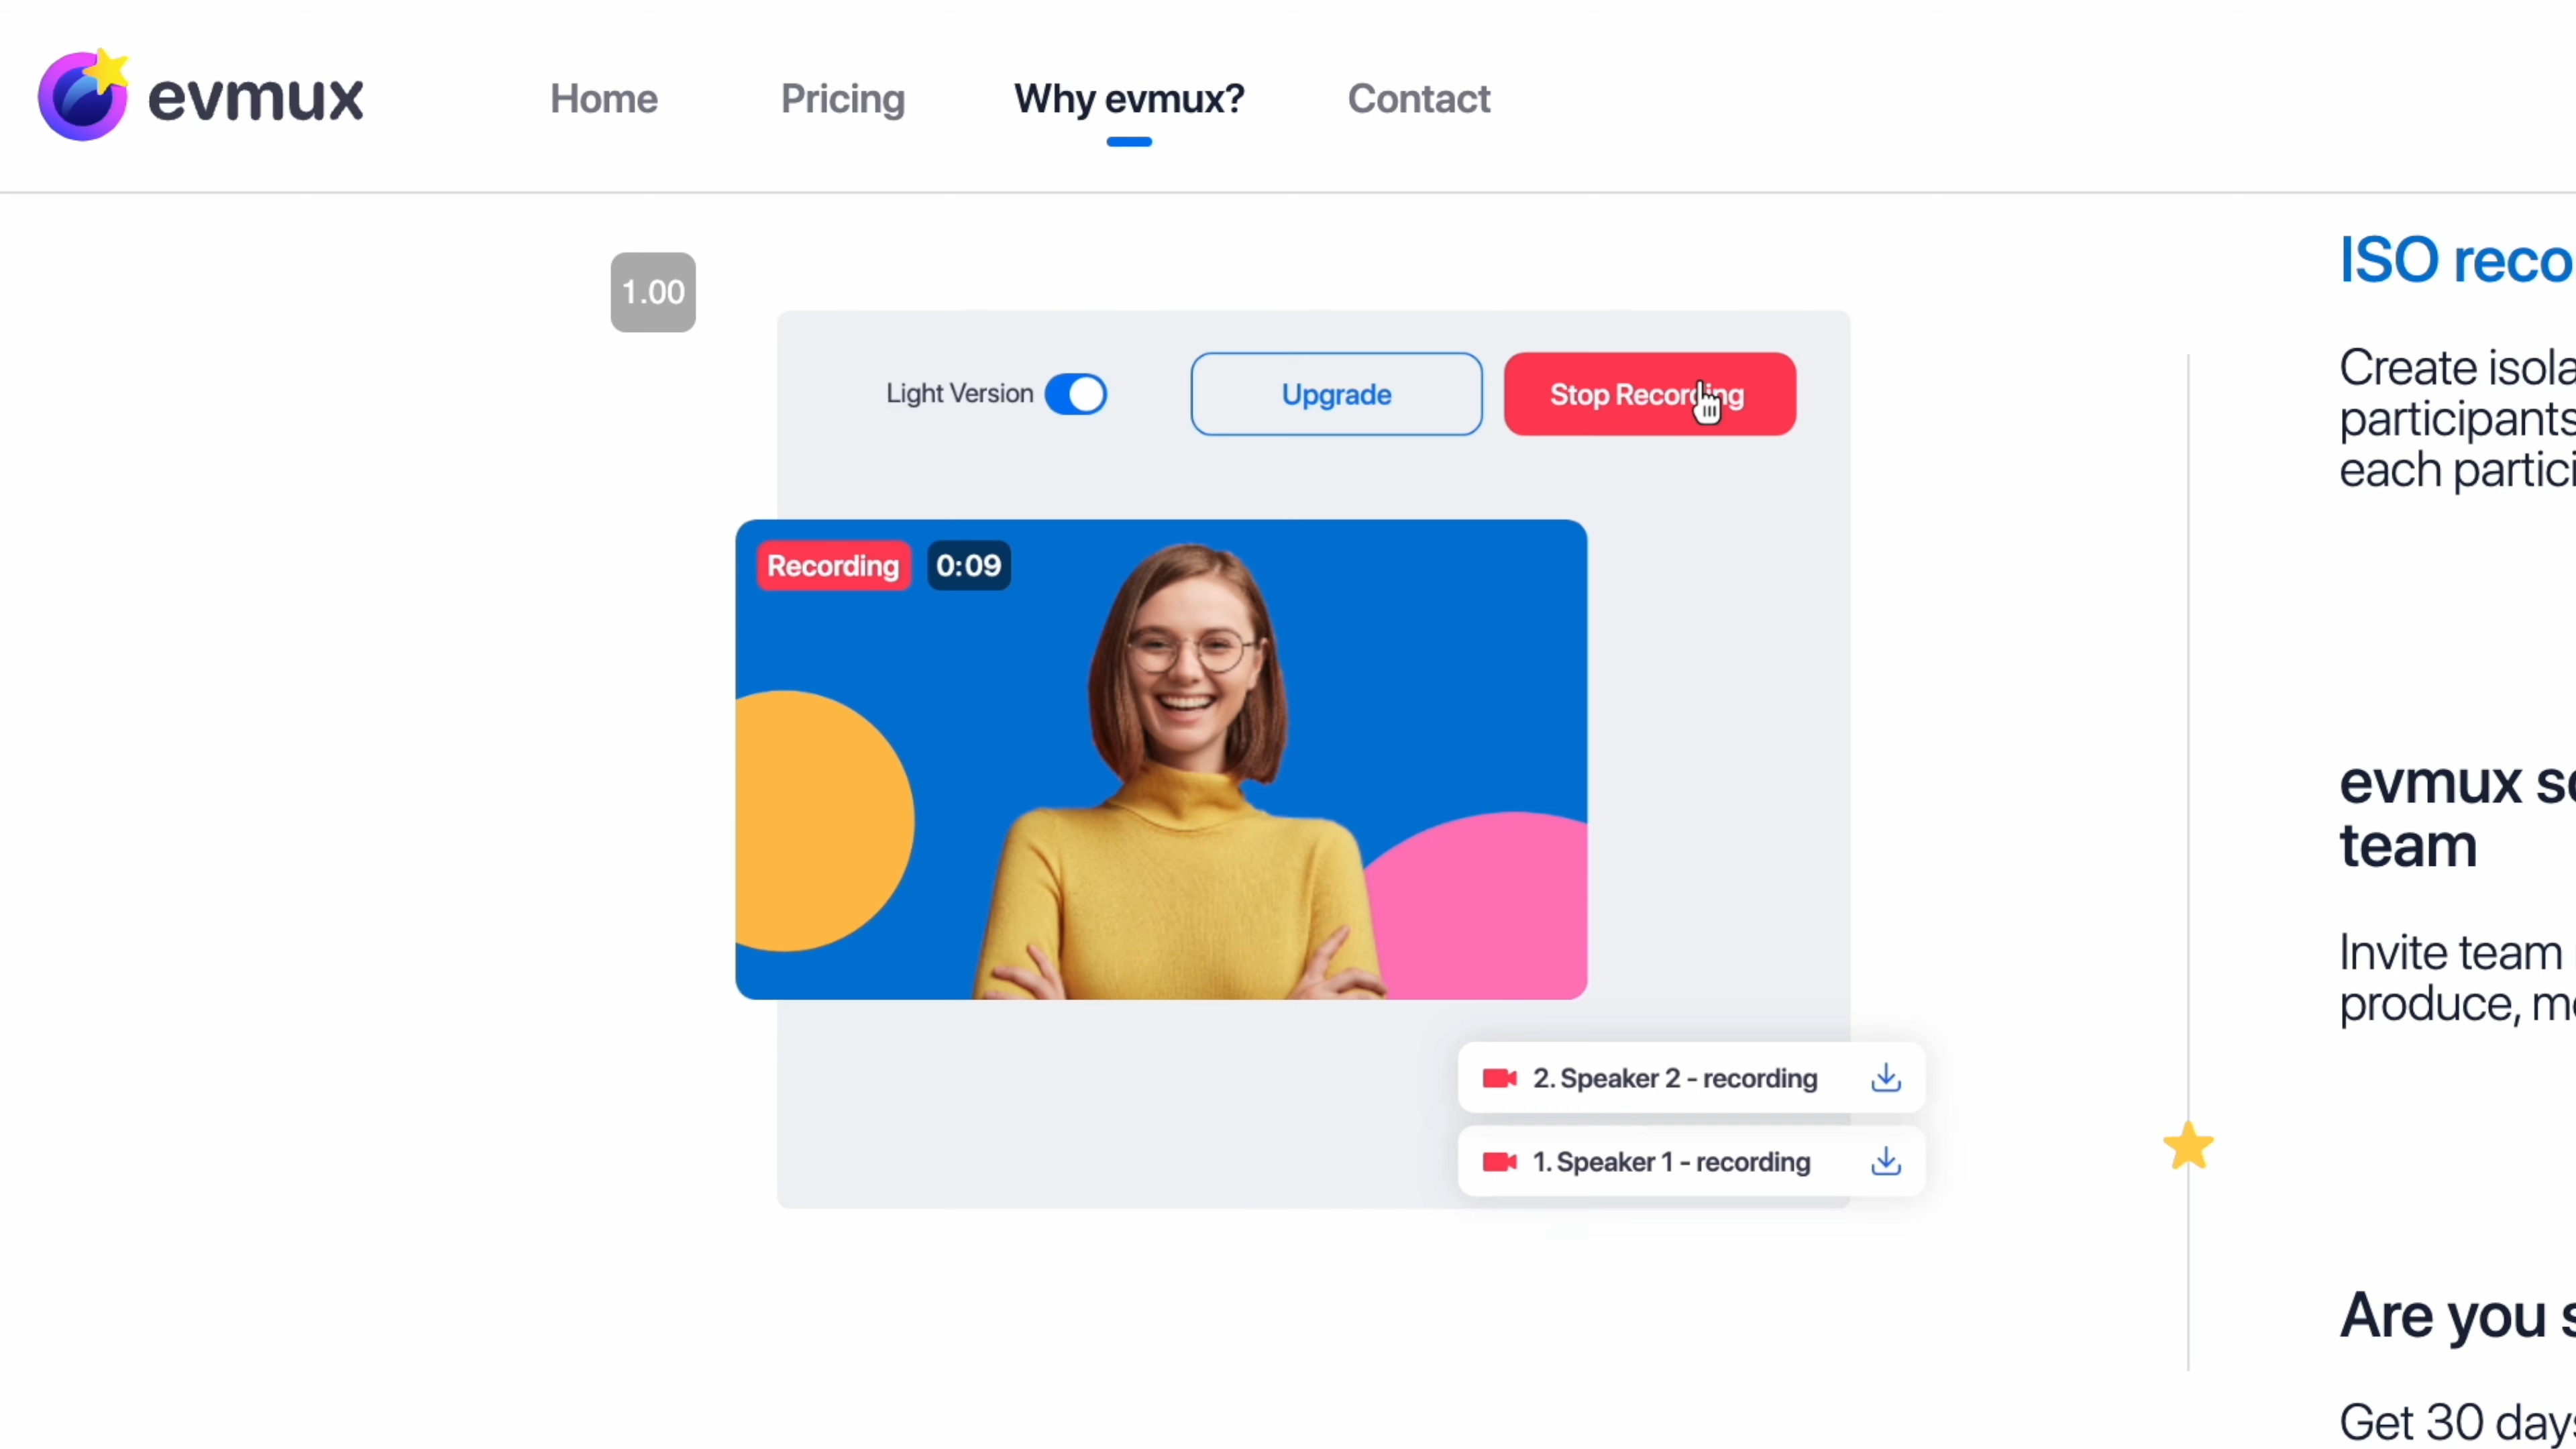 evmux
Home
Pricing
Why evmux?
Contact
1.00
Light Version
Upgrade
Stop Recording
Recording
0:09
2. Speaker 2 - recording
1. Speaker 1 - recording
ISO reco
Create isola
participants
each partici
evmux
team
Invite team
produce,
Are you
Get 30 days